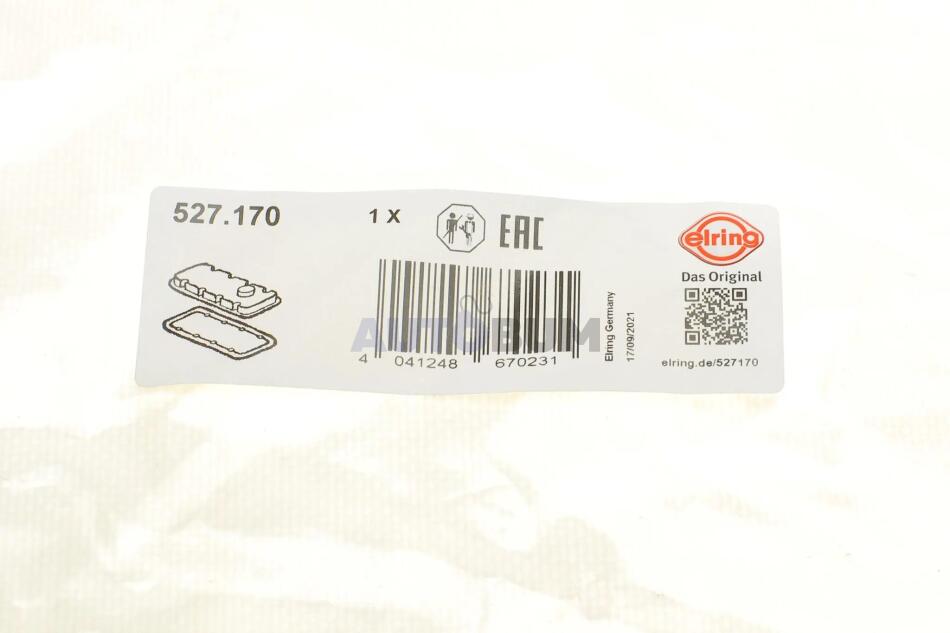 527.170
1 X
EAC
elring
Das Original
elring.de/527170
Elring Germany
17/09/2021
4 041248 670231
AUTOBUM